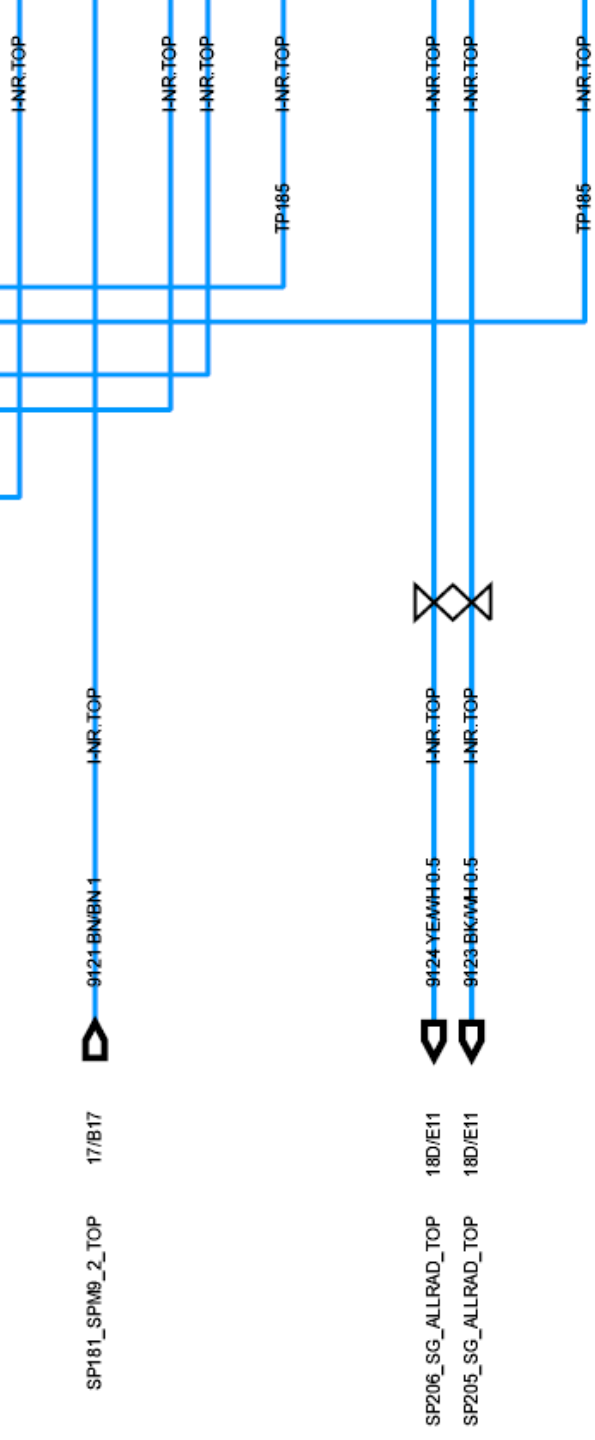 I-NR.TOP
I-NR.TOP
I-NR.TOP
I-NR.TOP
I-NR.TOP
I-NR.TOP
I-NR.TOP
TP185
TP185
I-NR.TOP
I-NR.TOP
I-NR.TOP
9121 BN/BN 1
9124 YE/WH 0.5
9123 BK/WH 0.5
17/B17
18D/E11
18D/E11
SP181_SPM9_2_TOP
SP206_SG_ALLRAD_TOP
SP205_SG_ALLRAD_TOP